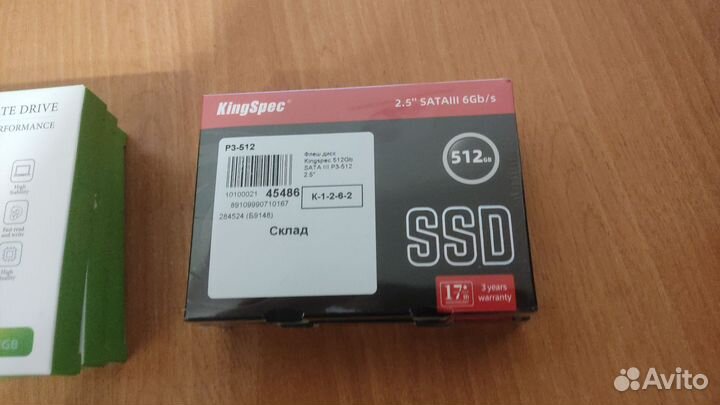 TE DRIVE
RFORMANCE
High
Stability
Fast read
and write
High
GB
KingSpec®
2.5" SATAIII 6Gb/s
P3-512
Флеш диск
Kingspec 512Gb
SATA III P3-512
2.5"
10100021 45486
89109990710167
284524 (Б9148)
К-1-2-6-2
Склад
512GB
SSD
17th
3 years
warranty
Avito